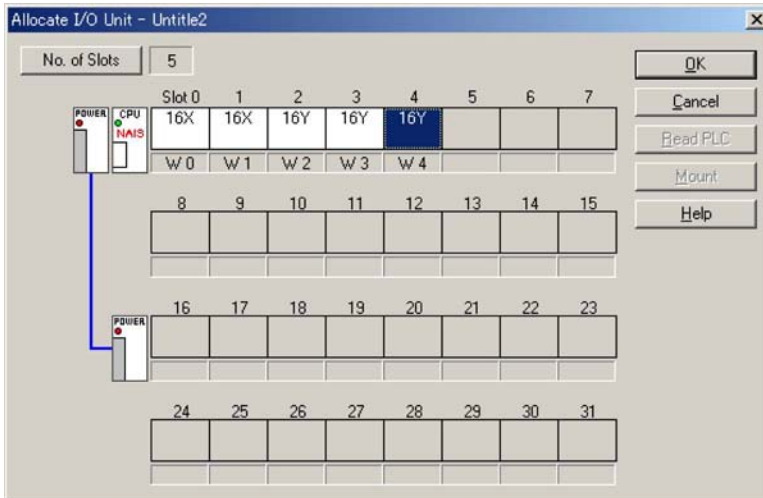 Allocate I/O Unit - Untitle2
No. of Slots 5
OK
Slot 0 1 2 3 4 5 6 7
Cancel
POWER CPU 16X 16X 16Y 16Y 16Y
NAIS
Read PLC
W 0 W 1 W 2 W 3 W 4
Mount
8 9 10 11 12 13 14 15
Help
16 17 18 19 20 21 22 23
POWER
24 25 26 27 28 29 30 31